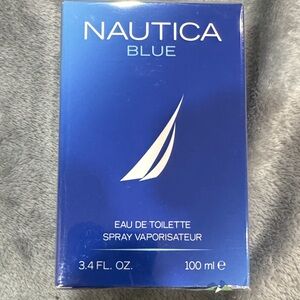 NAUTICA
BLUE
EAU DE TOILETTE
SPRAY VAPORISATEUR
3.4 FL. OZ. 100 ml ℮